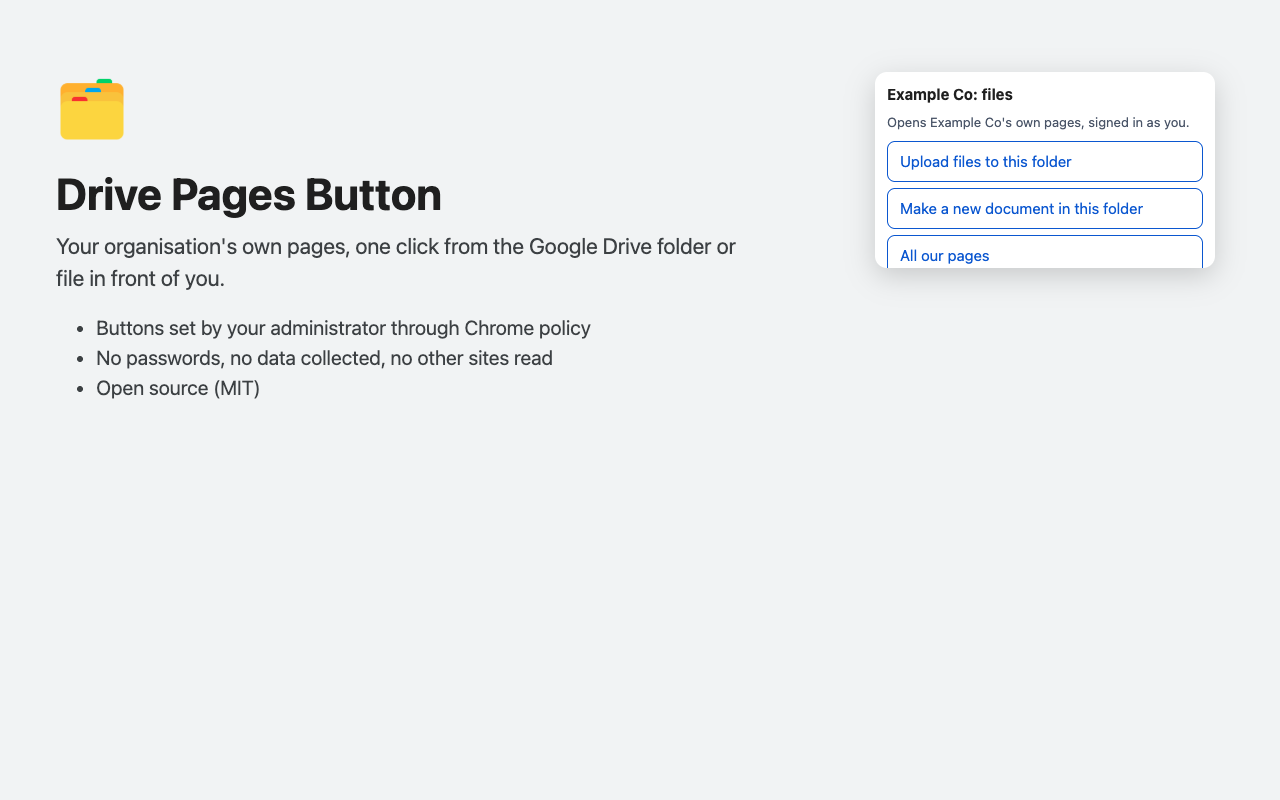 Drive Pages Button
Your organisation's own pages, one click from the Google Drive folder or
file in front of you.
• Buttons set by your administrator through Chrome policy
• No passwords, no data collected, no other sites read
• Open source (MIT)
Example Co: files
Opens Example Co's own pages, signed in as you.
Upload files to this folder
Make a new document in this folder
All our pages